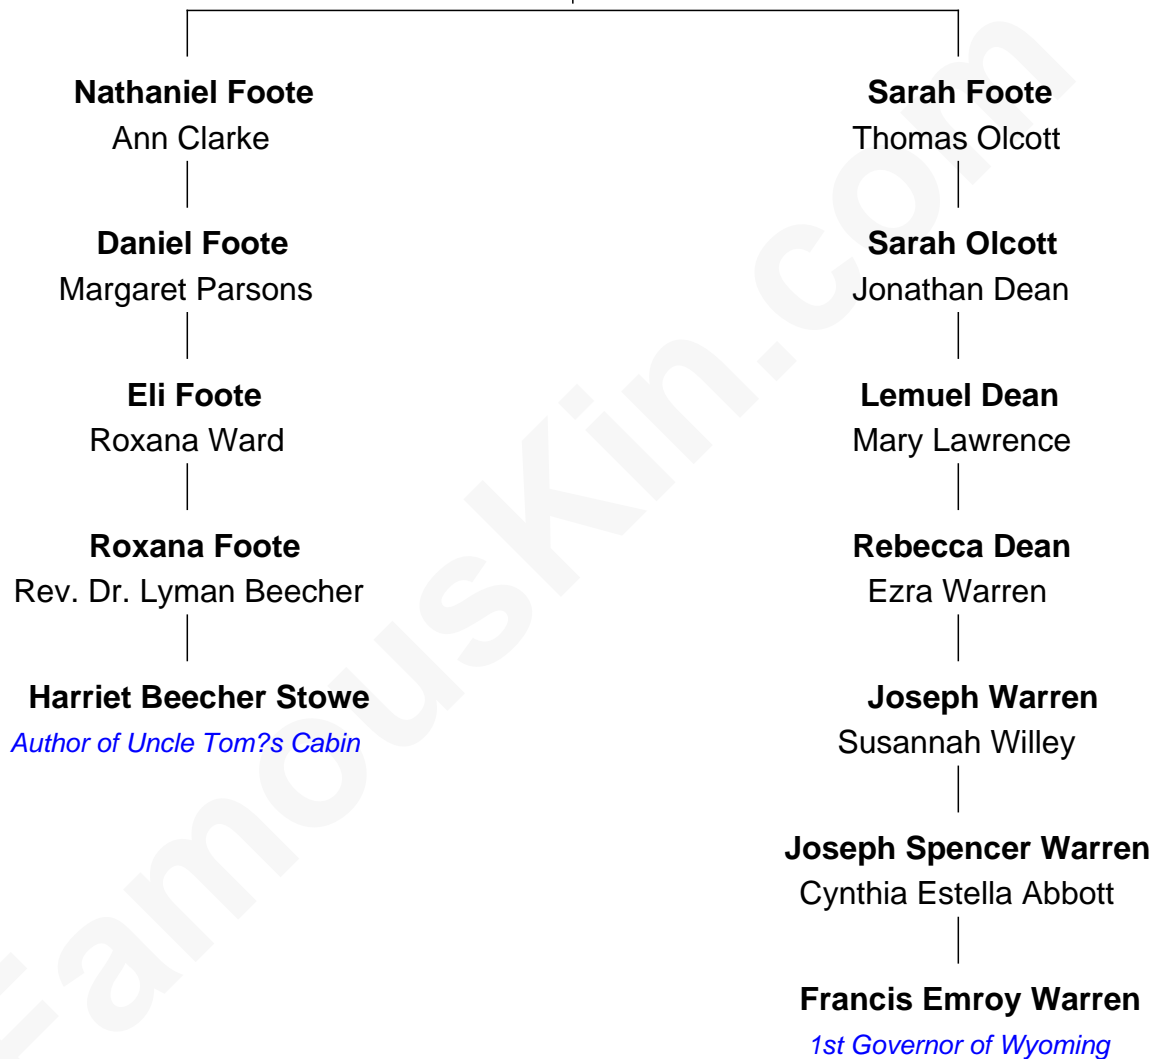 Nathaniel Foote
Ann Clarke
Daniel Foote
Margaret Parsons
Eli Foote
Roxana Ward
Roxana Foote
Rev. Dr. Lyman Beecher
Harriet Beecher Stowe
Author of Uncle Tom?s Cabin
Sarah Foote
Thomas Olcott
Sarah Olcott
Jonathan Dean
Lemuel Dean
Mary Lawrence
Rebecca Dean
Ezra Warren
Joseph Warren
Susannah Willey
Joseph Spencer Warren
Cynthia Estella Abbott
Francis Emroy Warren
1st Governor of Wyoming
FamousKin.com